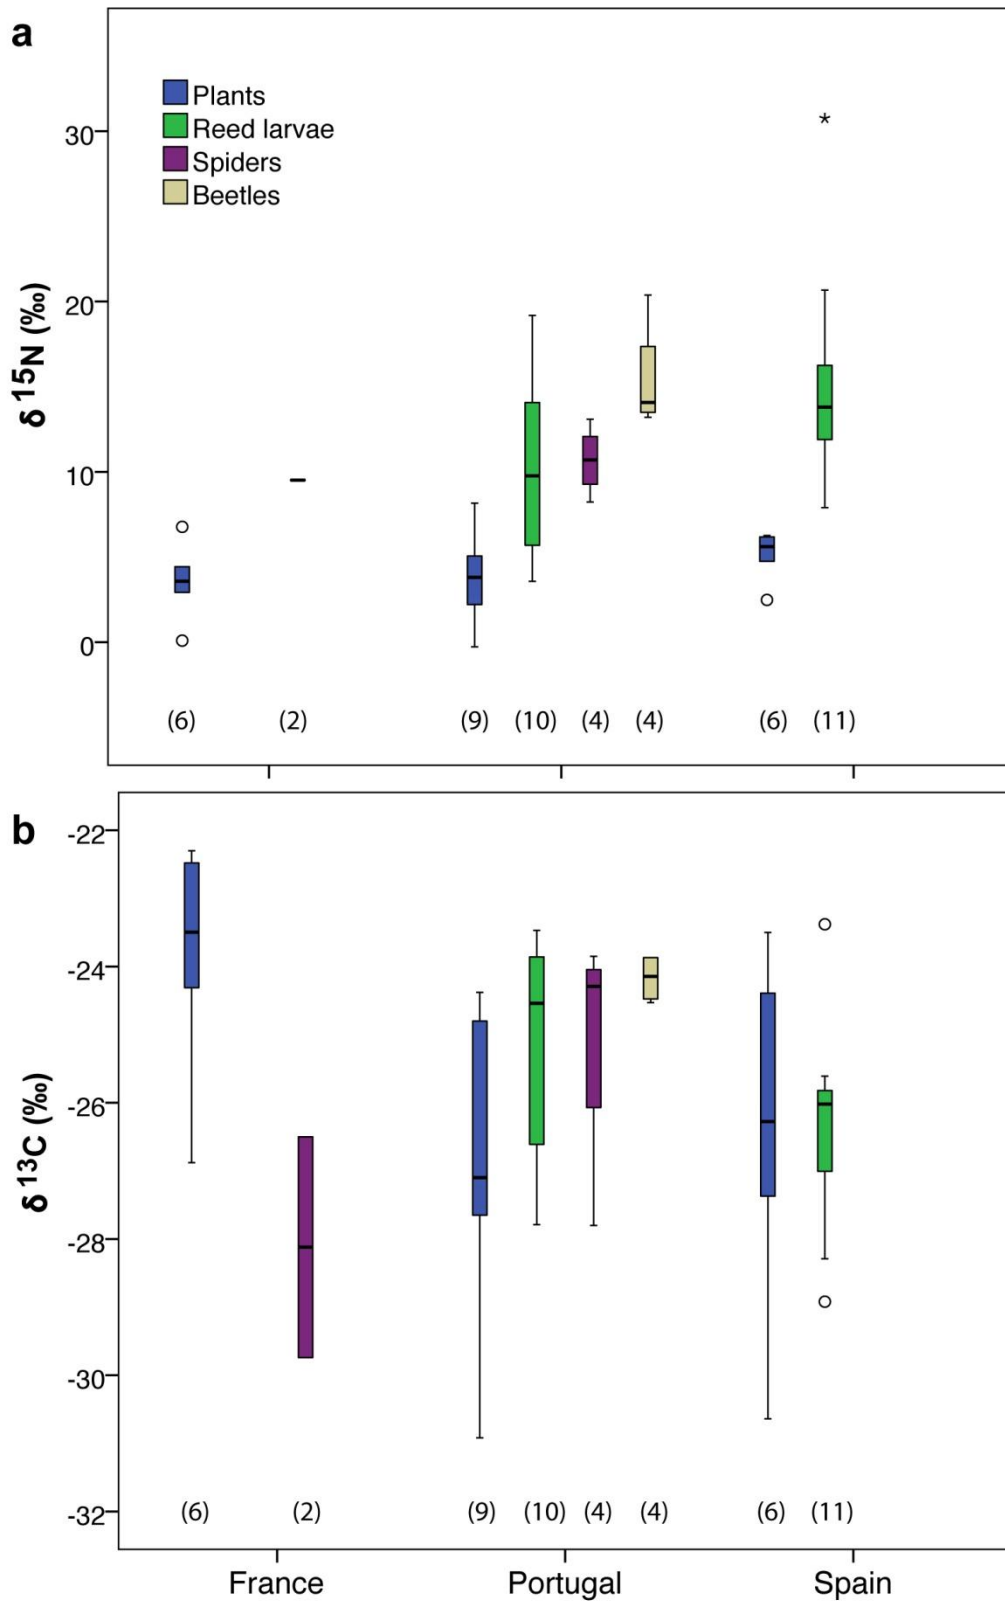 a
Plants
Reed larvae
Spiders
Beetles
30
20
10
0
δ 15N (‰)
*
(6) (2) (9) (10) (4) (4) (6) (11)
b
-22
-24
-26
-28
-30
-32
δ 13C (‰)
(6) (2) (9) (10) (4) (4) (6) (11)
France Portugal Spain